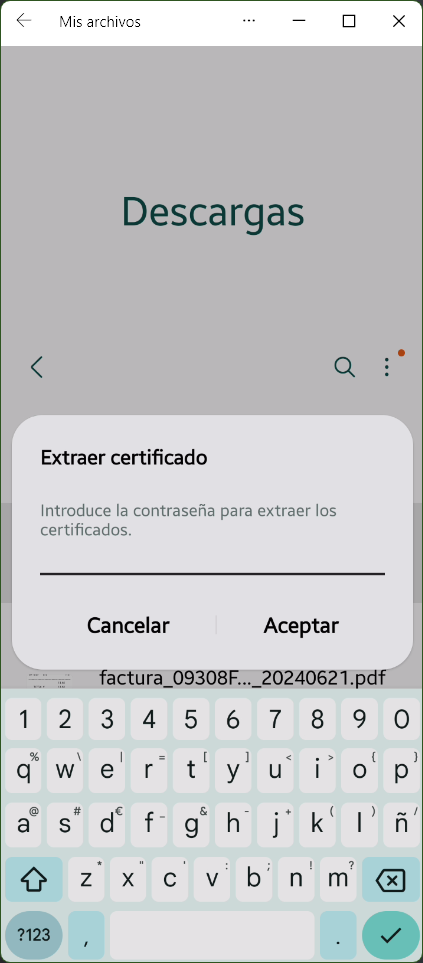 Mis archivos
Descargas
Extraer certificado
Introduce la contraseña para extraer los
certificados.
Cancelar
Aceptar
factura_09308F..._20240621.pdf
1 2 3 4 5 6 7 8 9 0
q% w\ e| r= t[ y] u< i> o{ p}
a@ s# d€ f_ g& h- j+ k( l) ñ/
z* x" c' v: b; n! m?
?123 , .